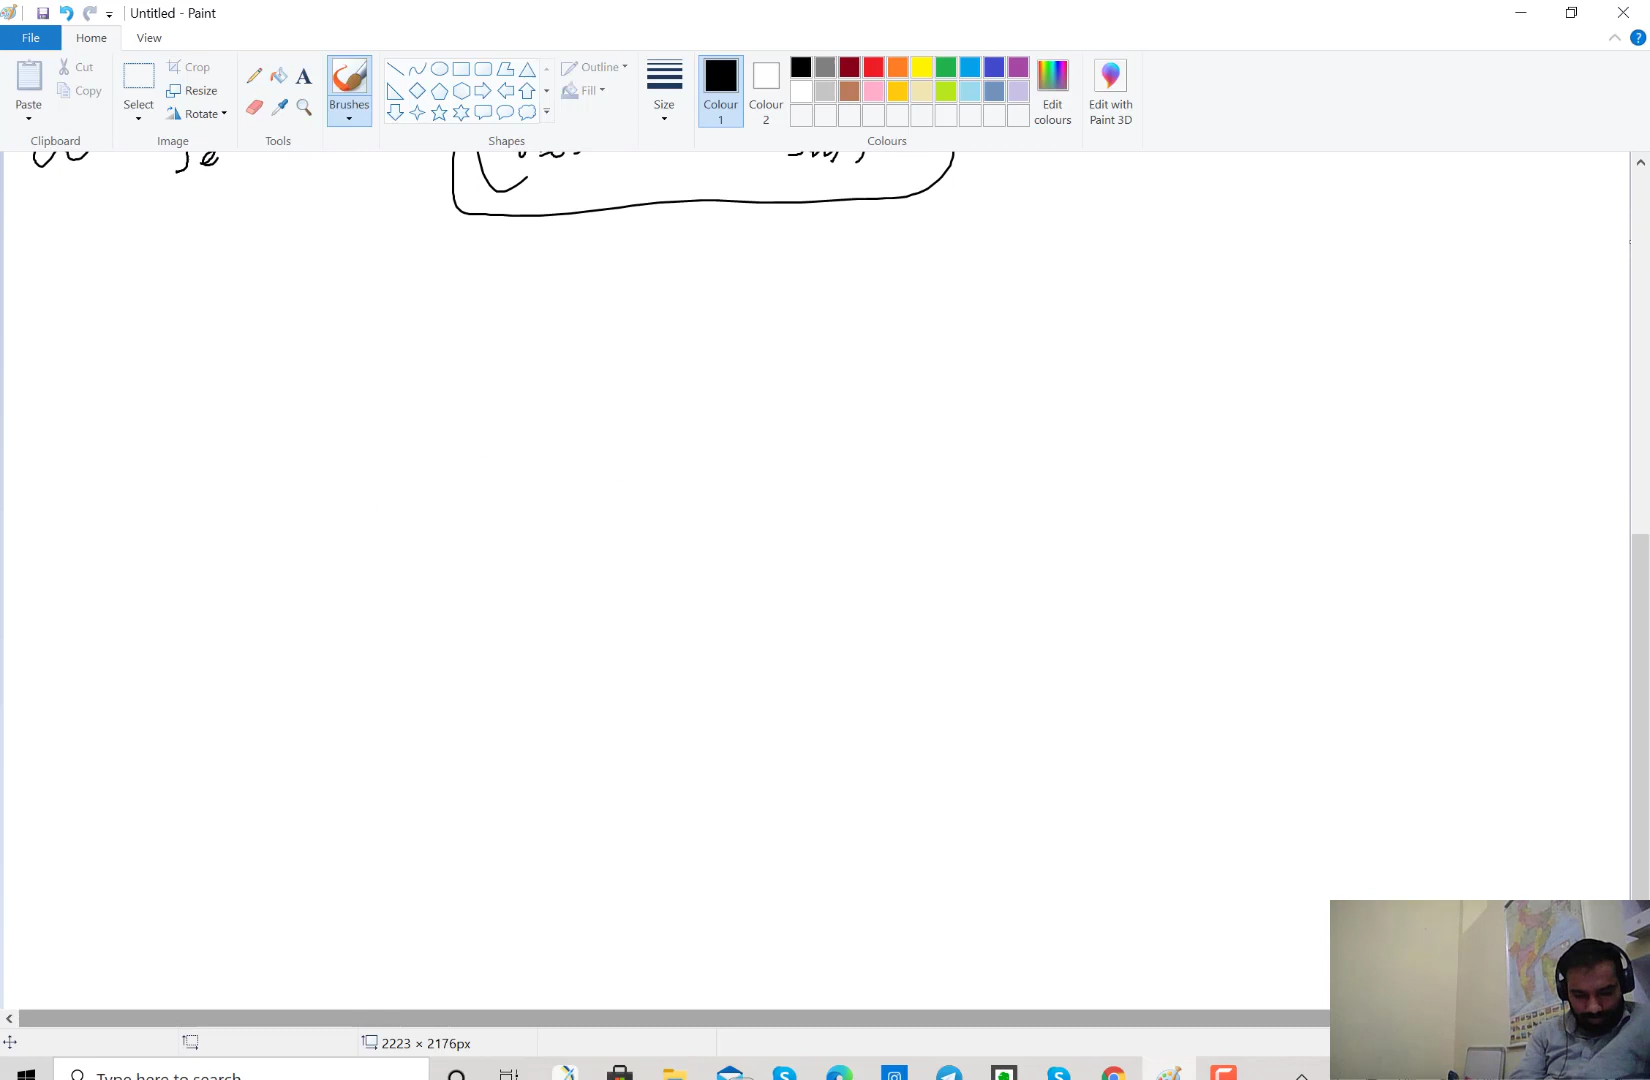 Untitled - Paint
File Home View
Paste
Cut
Copy
Clipboard
Select
Crop
Resize
Rotate
Image
Tools
Brushes
Shapes
Outline
Fill
Size
Colour 1
Colour 2
Colours
Edit colours
Edit with Paint 3D
2223 × 2176px
Type here to search